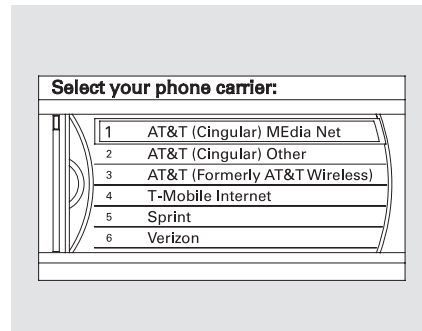 Select your phone carrier:
1 AT&T (Cingular) MEdia Net
2 AT&T (Cingular) Other
3 AT&T (Formerly AT&T Wireless)
4 T-Mobile Internet
5 Sprint
6 Verizon